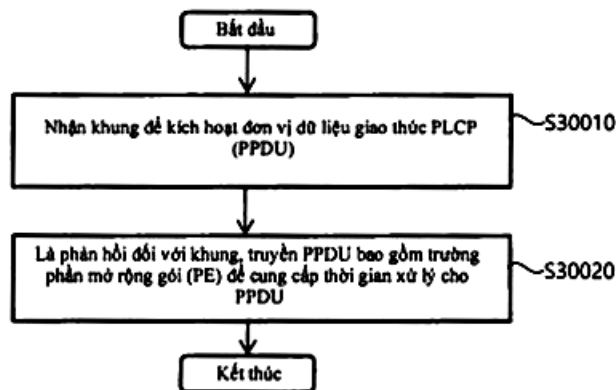 Bắt đầu
Nhận khung để kích hoạt đơn vị dữ liệu giao thức PLCP
(PPDU)
S30010
Là phản hồi đối với khung, truyền PPDU bao gồm trường
phần mở rộng gói (PE) để cung cấp thời gian xử lý cho
PPDU
S30020
Kết thúc